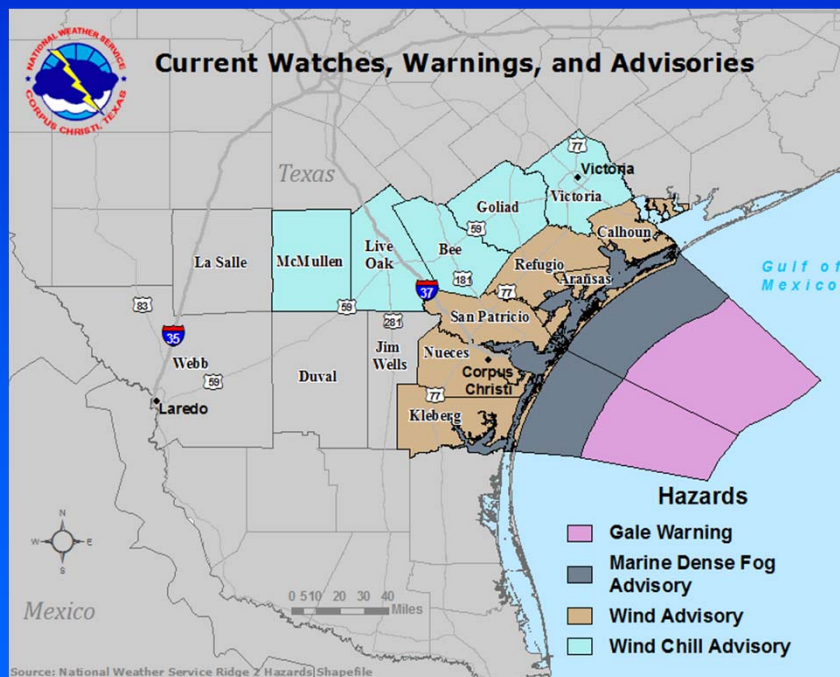 NATIONAL WEATHER SERVICE
CORPUS CHRISTI, TEXAS
Current Watches, Warnings, and Advisories
Texas
77
Victoria
Victoria
Goliad
59
Calhoun
La Salle
McMullen
Live
Oak
Bee
Refugio
Aransas
Gulf of
Mexico
181
37
77
83
59
281
San Patricio
35
Webb
Jim
Wells
Nueces
59
Duval
Corpus
Christi
77
Laredo
Kleberg
Hazards
Gale Warning
Marine Dense Fog
Advisory
Wind Advisory
Wind Chill Advisory
N
W
E
S
0 5 10 20 30 40
Miles
Mexico
Source: National Weather Service Ridge 2 Hazards Shapefile